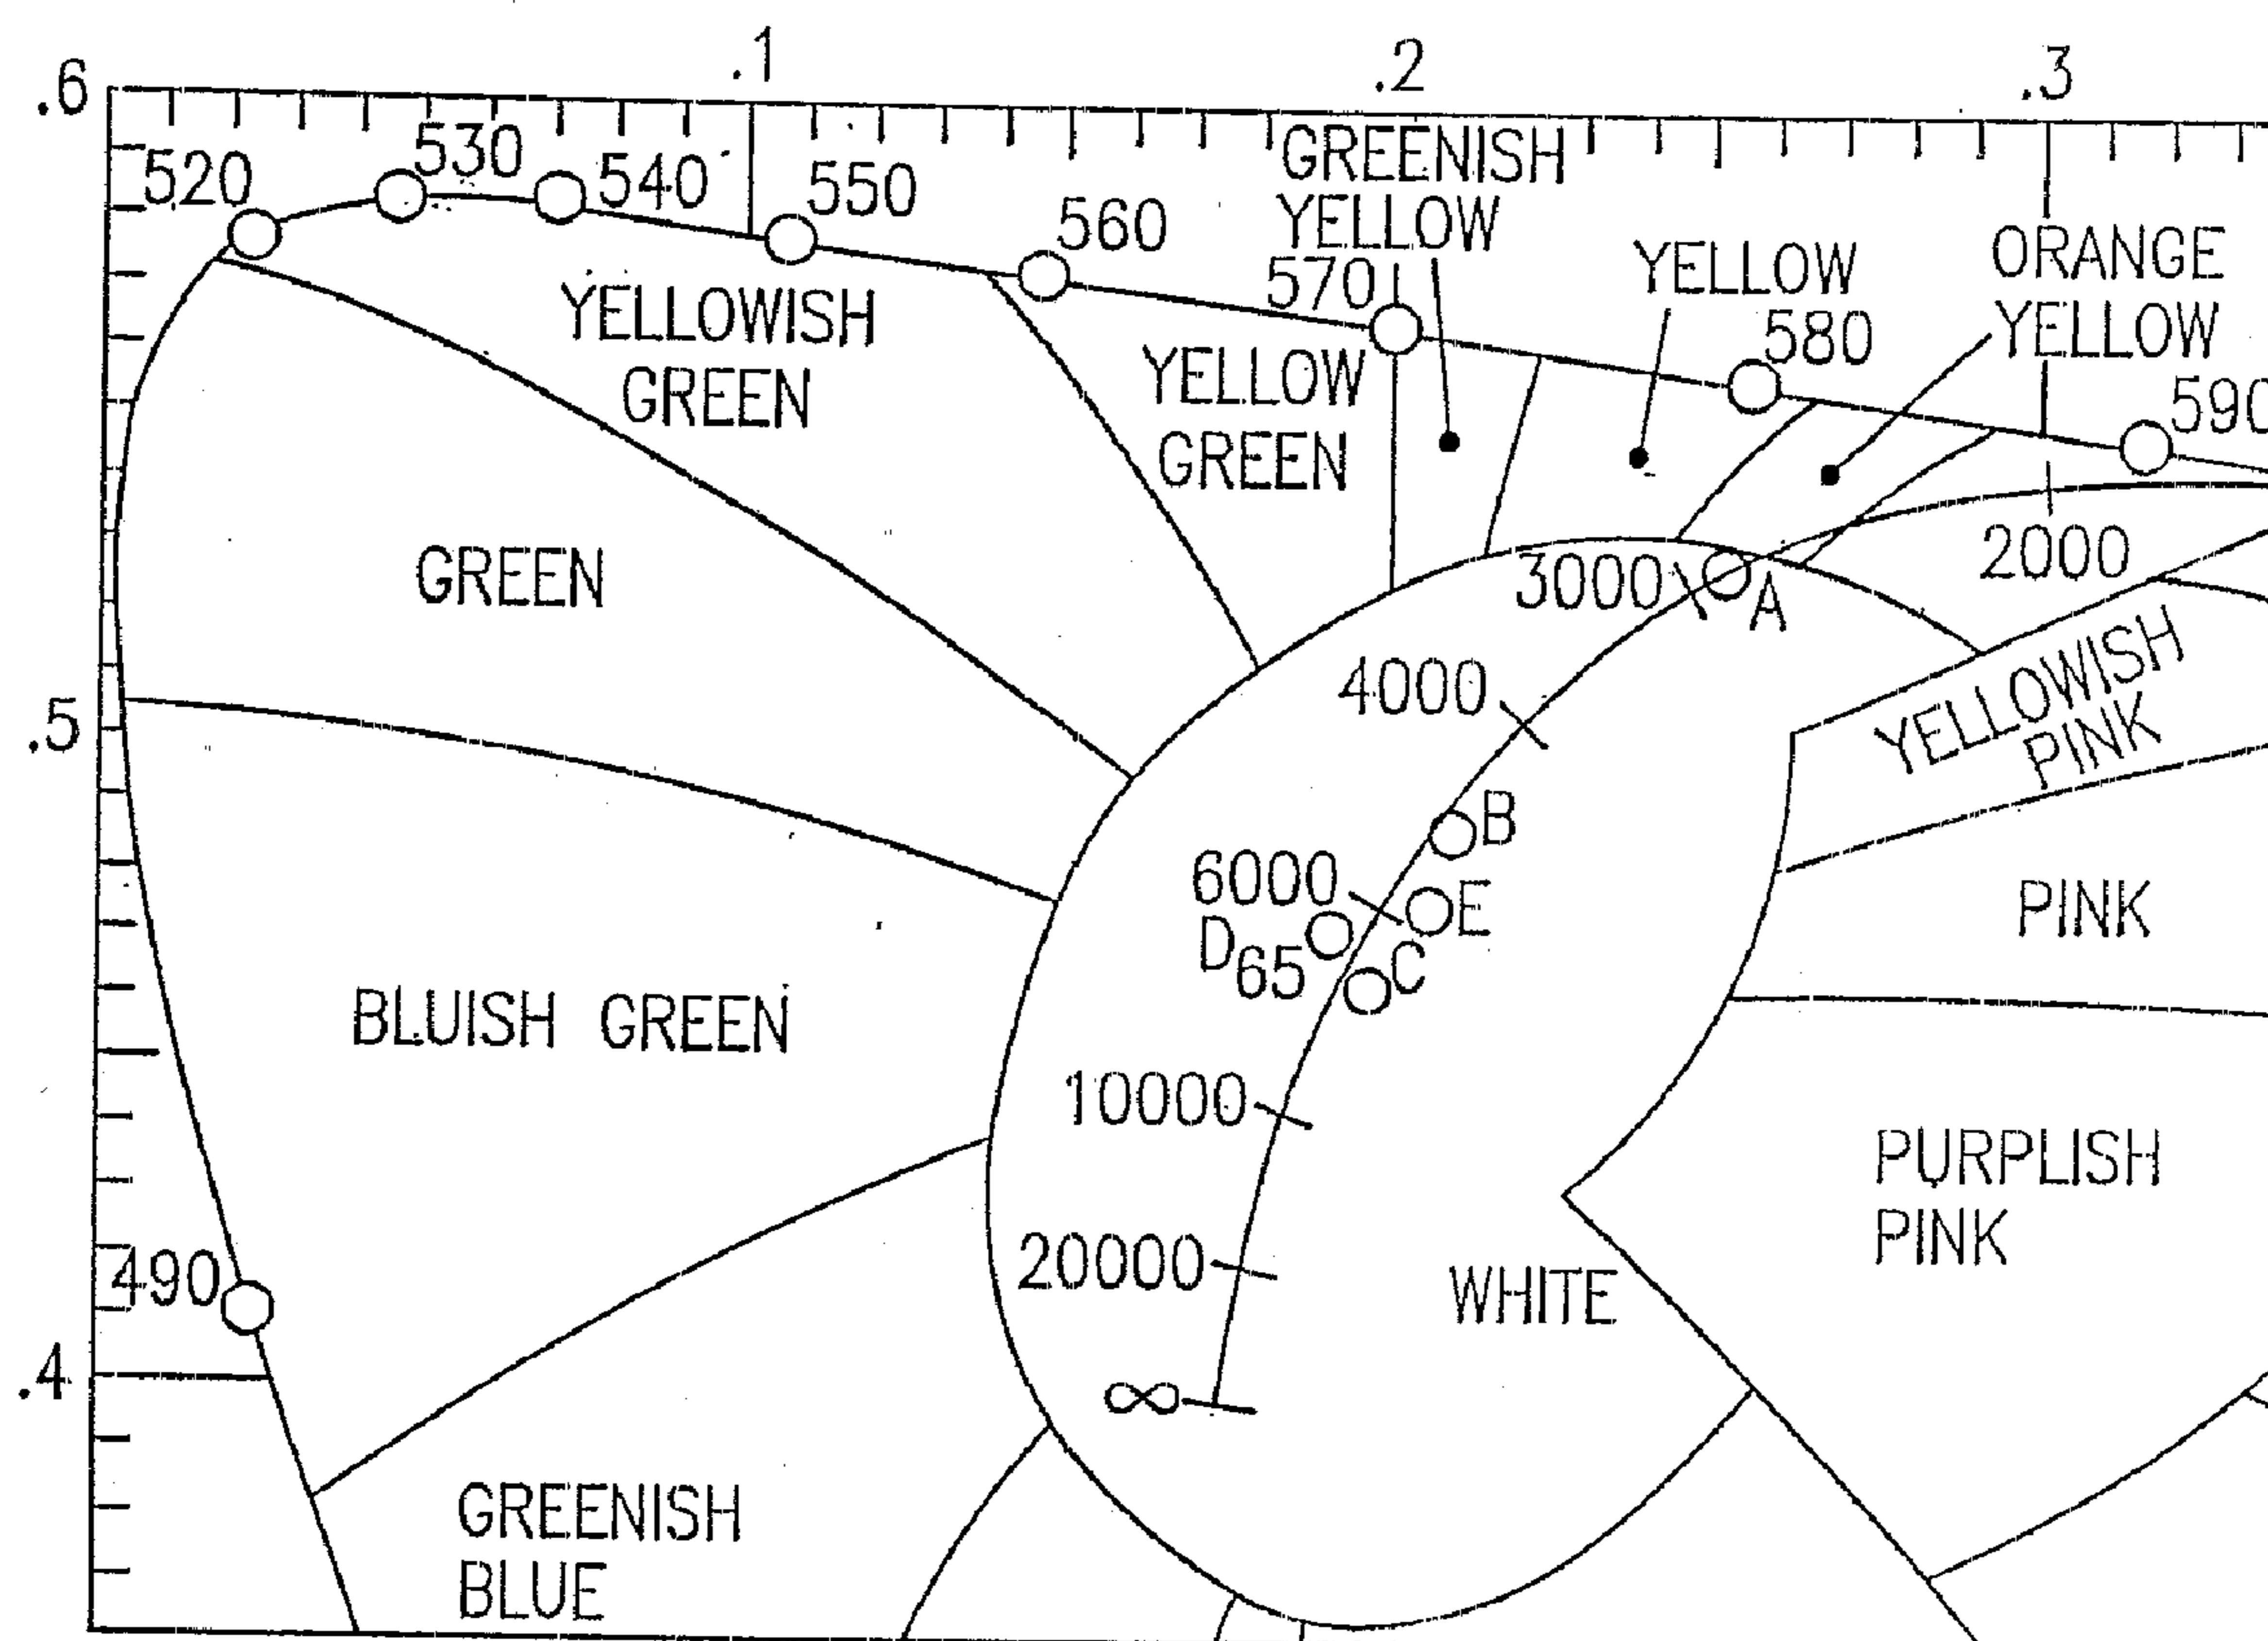 .1
.2
.3
.6
520
530
540
550
560
570
580
590
GREENISH
YELLOW
YELLOW
ORANGE
YELLOW
YELLOWISH
GREEN
YELLOW
GREEN
GREEN
3000
A
2000
4000
YELLOWISH
PINK
.5
B
6000
E
D65
C
PINK
BLUISH GREEN
10000
PURPLISH
PINK
20000
WHITE
490
.4
∞
GREENISH
BLUE